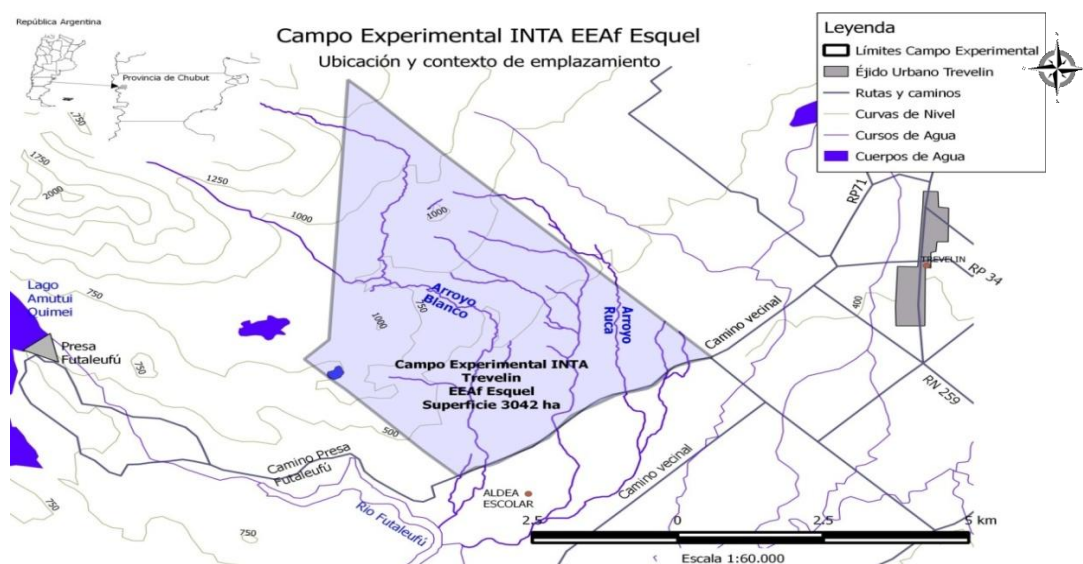 República Argentina
Provincia de Chubut
Campo Experimental INTA EEAf Esquel
Ubicación y contexto de emplazamiento
Leyenda
Límites Campo Experimental
Éjido Urbano Trevelin
Rutas y caminos
Curvas de Nivel
Cursos de Agua
Cuerpos de Agua
750
1750
2000
1250
1000
1000
RP71
TREVELIN
RP 34
Lago
Amutui
Quimei
750
Arroyo
Blanco
750
1000
Arroyo
Ruca
400
Camino vecinal
Presa
Futaleufú
750
Campo Experimental INTA
Trevelin
EEAf Esquel
Superficie 3042 ha
RN 259
500
Camino Presa
Futaleufú
Camino vecinal
ALDEA
ESCOLAR
Rio Futaleufú
750
750
2.5 0 2.5 5 km
Escala 1:60.000